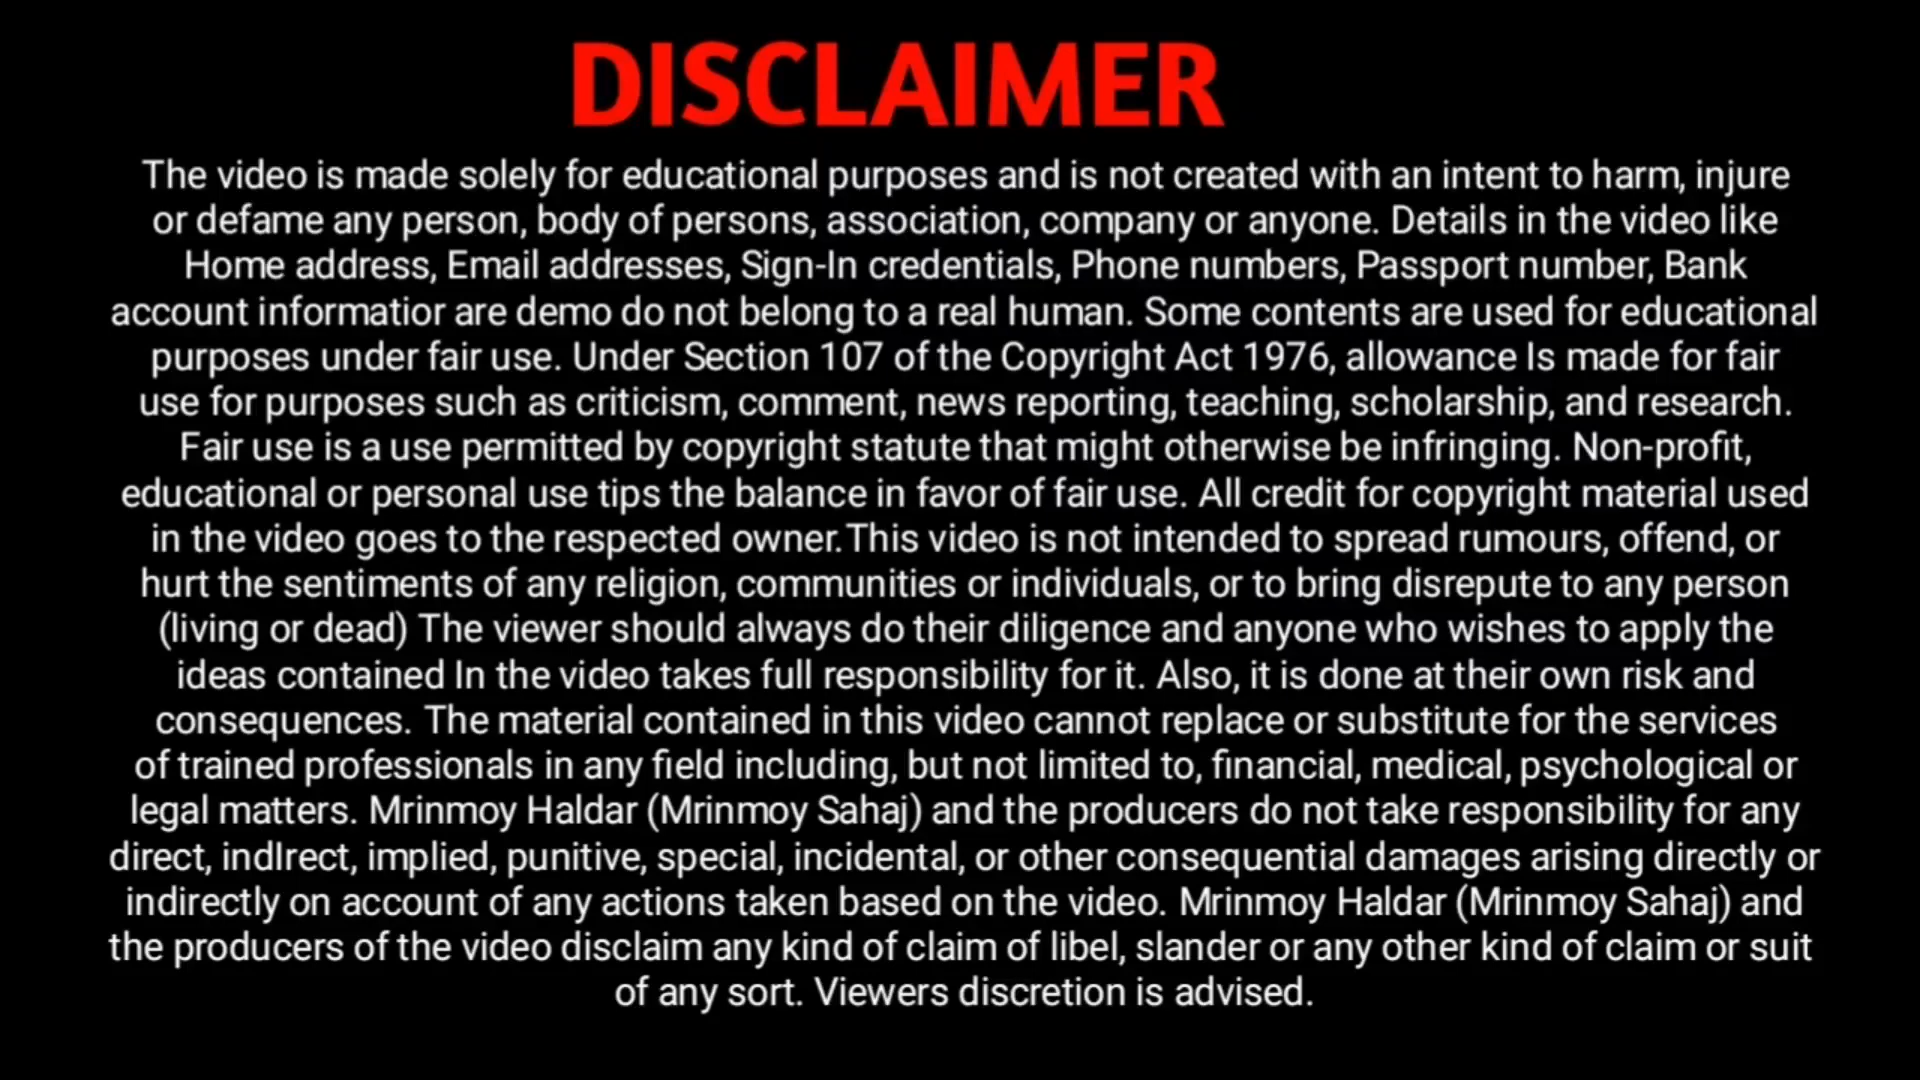 DISCLAIMER
The video is made solely for educational purposes and is not created with an intent to harm, injure
or defame any person, body of persons, association, company or anyone. Details in the video like
Home address, Email addresses, Sign-In credentials, Phone numbers, Passport number, Bank
account informatior are demo do not belong to a real human. Some contents are used for educational
purposes under fair use. Under Section 107 of the Copyright Act 1976, allowance Is made for fair
use for purposes such as criticism, comment, news reporting, teaching, scholarship, and research.
Fair use is a use permitted by copyright statute that might otherwise be infringing. Non-profit,
educational or personal use tips the balance in favor of fair use. All credit for copyright material used
in the video goes to the respected owner.This video is not intended to spread rumours, offend, or
hurt the sentiments of any religion, communities or individuals, or to bring disrepute to any person
(living or dead) The viewer should always do their diligence and anyone who wishes to apply the
ideas contained In the video takes full responsibility for it. Also, it is done at their own risk and
consequences. The material contained in this video cannot replace or substitute for the services
of trained professionals in any field including, but not limited to, financial, medical, psychological or
legal matters. Mrinmoy Haldar (Mrinmoy Sahaj) and the producers do not take responsibility for any
direct, indIrect, implied, punitive, special, incidental, or other consequential damages arising directly or
indirectly on account of any actions taken based on the video. Mrinmoy Haldar (Mrinmoy Sahaj) and
the producers of the video disclaim any kind of claim of libel, slander or any other kind of claim or suit
of any sort. Viewers discretion is advised.